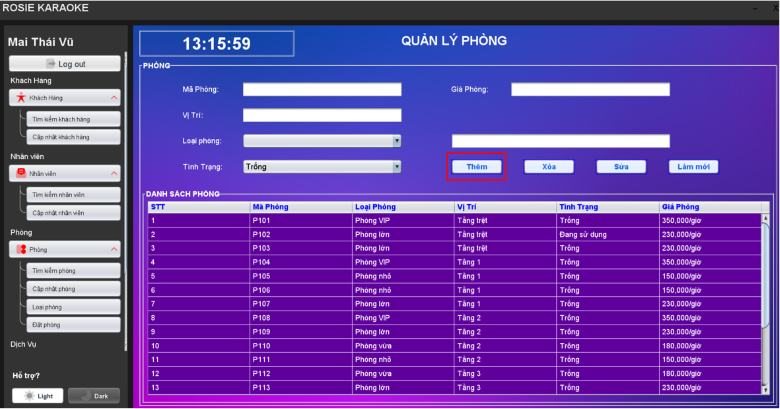 ROSIE KARAOKE
- X
Mai Thái Vũ
Log out
Khách Hàng
Khách Hàng
Tìm kiếm khách hàng
Cập nhật khách hàng
Nhân viên
Nhân viên
Tìm kiếm nhân viên
Cập nhật nhân viên
Phòng
Phòng
Tìm kiếm phòng
Cập nhật phòng
Loại phòng
Đặt phòng
Dịch Vụ
Hổ trợ?
Light Dark
13:15:59
QUẢN LÝ PHÒNG
PHÒNG
Mã Phòng: Giá Phòng:
Vị Trí:
Loại phòng:
Tình Trạng: Trống Thêm Xóa Sửa Làm mới
DANH SÁCH PHÒNG
STT Mã Phòng Loại Phòng Vị Trí Tình Trạng Giá Phòng
1 P101 Phòng VIP Tầng trệt Trống 350,000/giờ
2 P102 Phòng lớn Tầng trệt Đang sử dụng 230.000/giờ
3 P103 Phòng lớn Tầng trệt Trống 230.000/giờ
4 P104 Phòng VIP Tầng 1 Trống 350.000/giờ
5 P105 Phòng nhỏ Tầng 1 Trống 150,000/giờ
6 P106 Phòng nhỏ Tầng 1 Trống 150,000/giờ
7 P107 Phòng lớn Tầng 1 Trống 230.000/giờ
8 P108 Phòng VIP Tầng 2 Trống 350,000/giờ
9 P109 Phòng lớn Tầng 2 Trống 230.000/giờ
10 P110 Phòng vừa Tầng 2 Trống 180,000/giờ
11 P111 Phòng nhỏ Tầng 2 Trống 150,000/giờ
12 P112 Phòng vừa Tầng 3 Trống 180,000/giờ
13 P113 Phòng lớn Tầng 3 Trống 230,000/giờ